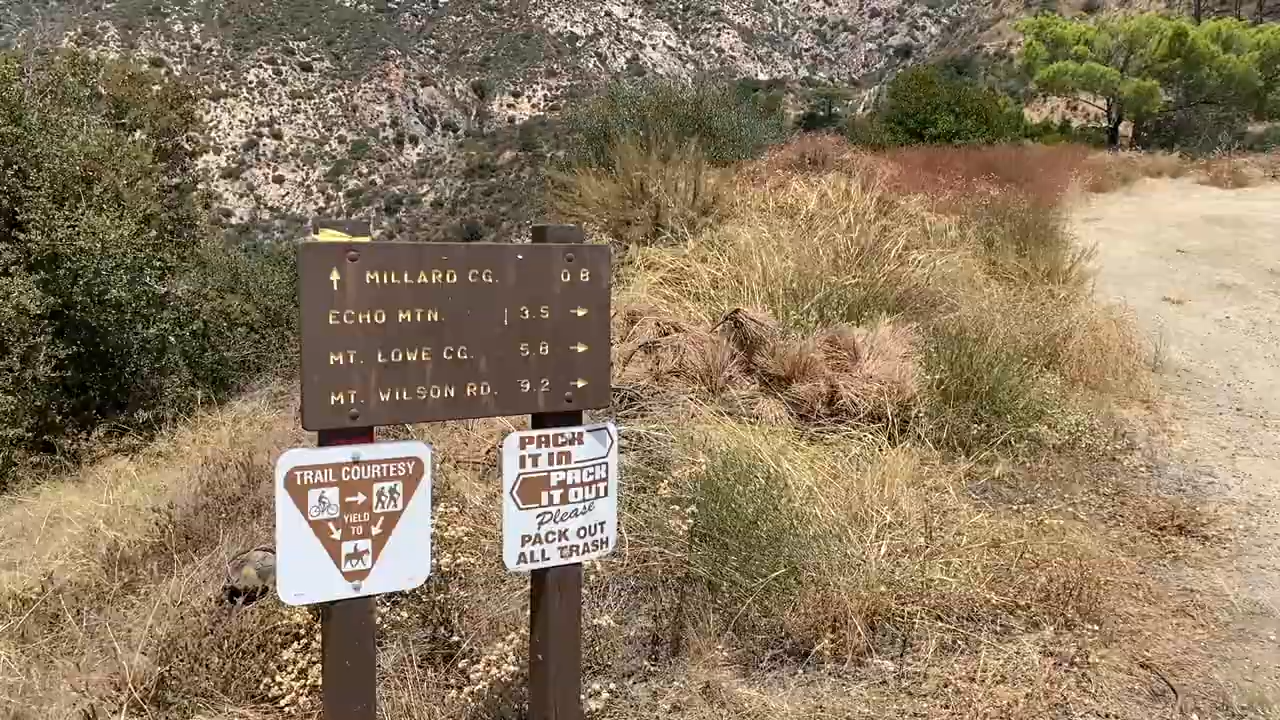 ↑ MILLARD CG. 0.8
ECHO MTN. 3.5 →
MT. LOWE CG. 5.8 →
MT. WILSON RD. 9.2 →
TRAIL COURTESY
YIELD
TO
PACK
IT IN
PACK
IT OUT
Please
PACK OUT
ALL TRASH